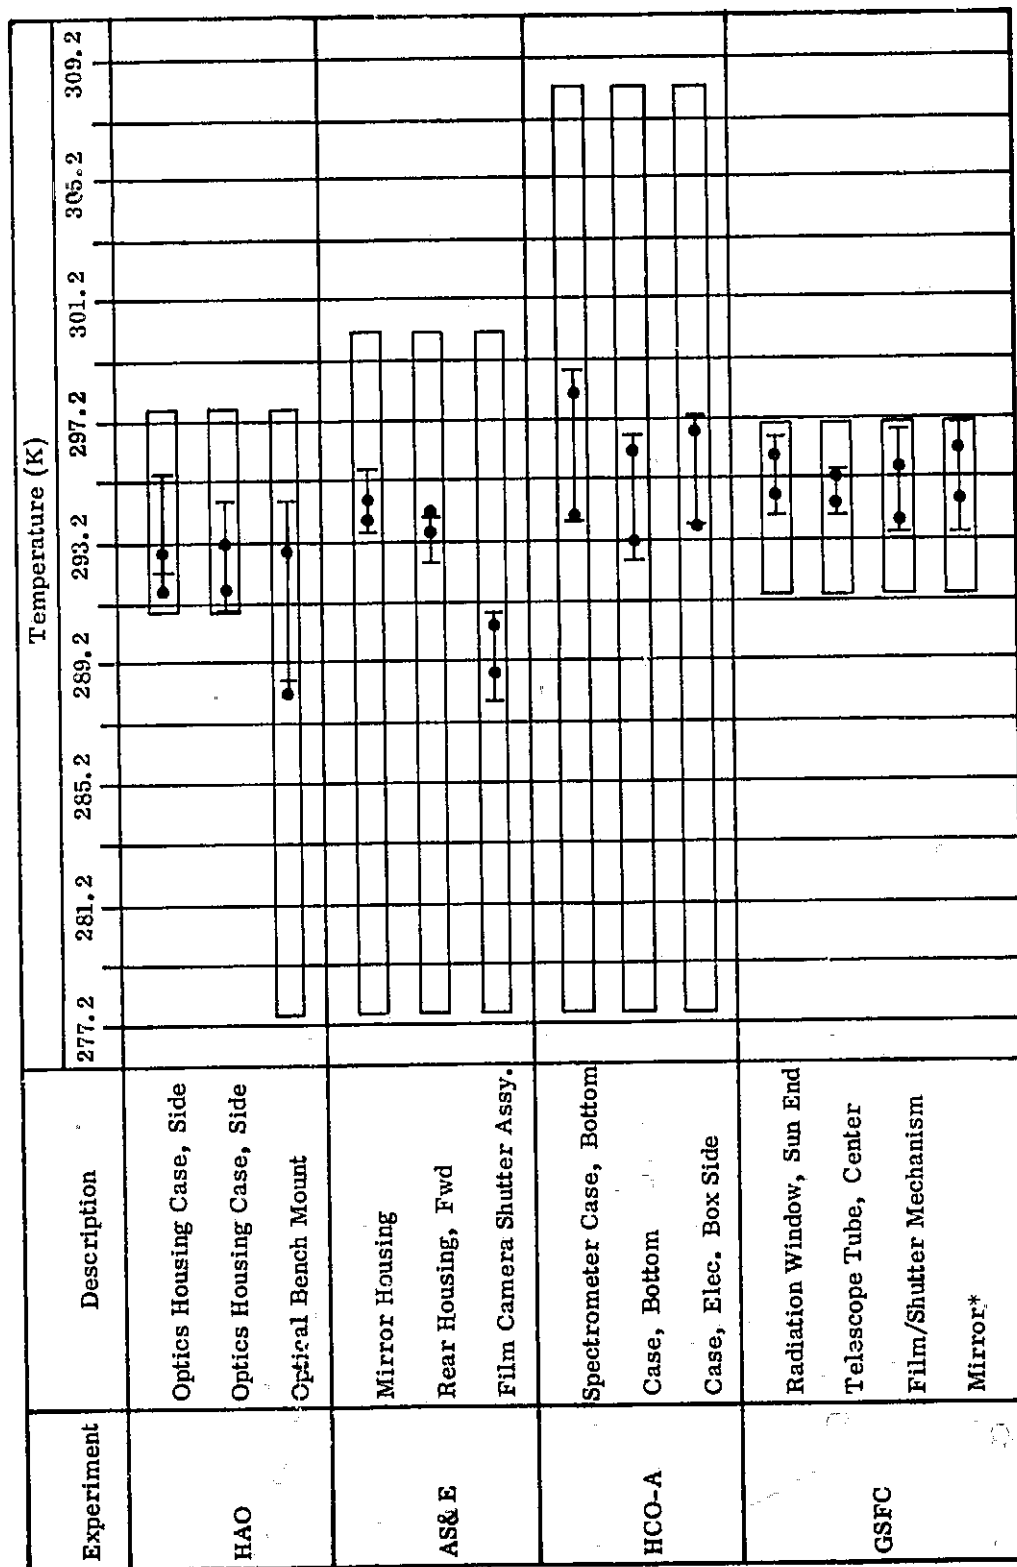 Experiment
Description
Temperature (K)
277.2
281.2
285.2
289.2
293.2
297.2
301.2
305.2
309.2
HAO
Optics Housing Case, Side
Optics Housing Case, Side
Optical Bench Mount
AS&E
Mirror Housing
Rear Housing, Fwd
Film Camera Shutter Assy.
HCO-A
Spectrometer Case, Bottom
Case, Bottom
Case, Elec. Box Side
GSFC
Radiation Window, Sun End
Telescope Tube, Center
Film/Shutter Mechanism
Mirror*